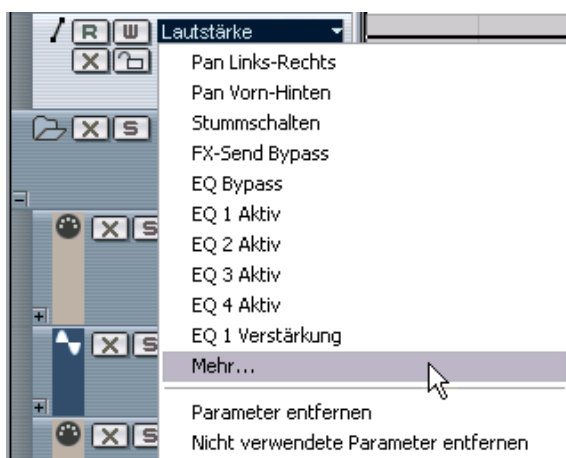 R W Lautstärke
X
Pan Links-Rechts
Pan Vorn-Hinten
Stummschalten
X S
FX-Send Bypass
EQ Bypass
EQ 1 Aktiv
X S
EQ 2 Aktiv
EQ 3 Aktiv
EQ 4 Aktiv
EQ 1 Verstärkung
X S
Mehr...
Parameter entfernen
X S
Nicht verwendete Parameter entfernen